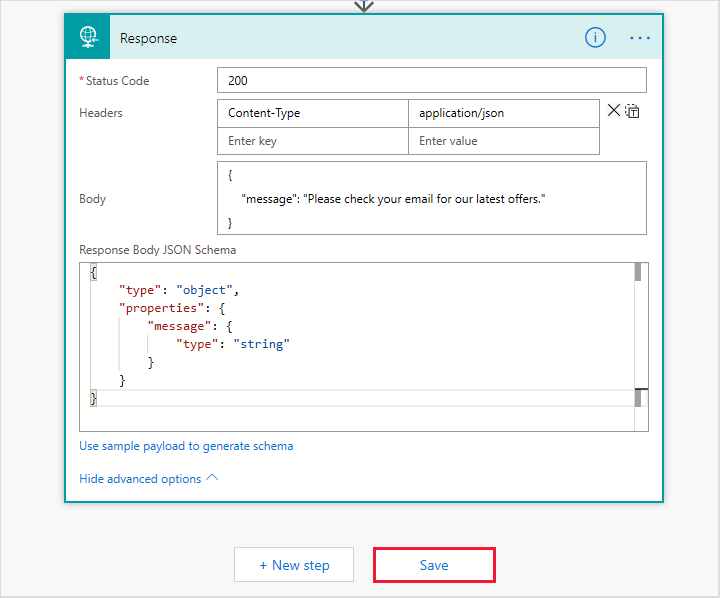 Response
* Status Code
200
Headers
Content-Type
application/json
Enter key
Enter value
Body
{
"message": "Please check your email for our latest offers."
}
Response Body JSON Schema
{
"type": "object",
"properties": {
"message": {
"type": "string"
}
}
}
Use sample payload to generate schema
Hide advanced options
+ New step
Save